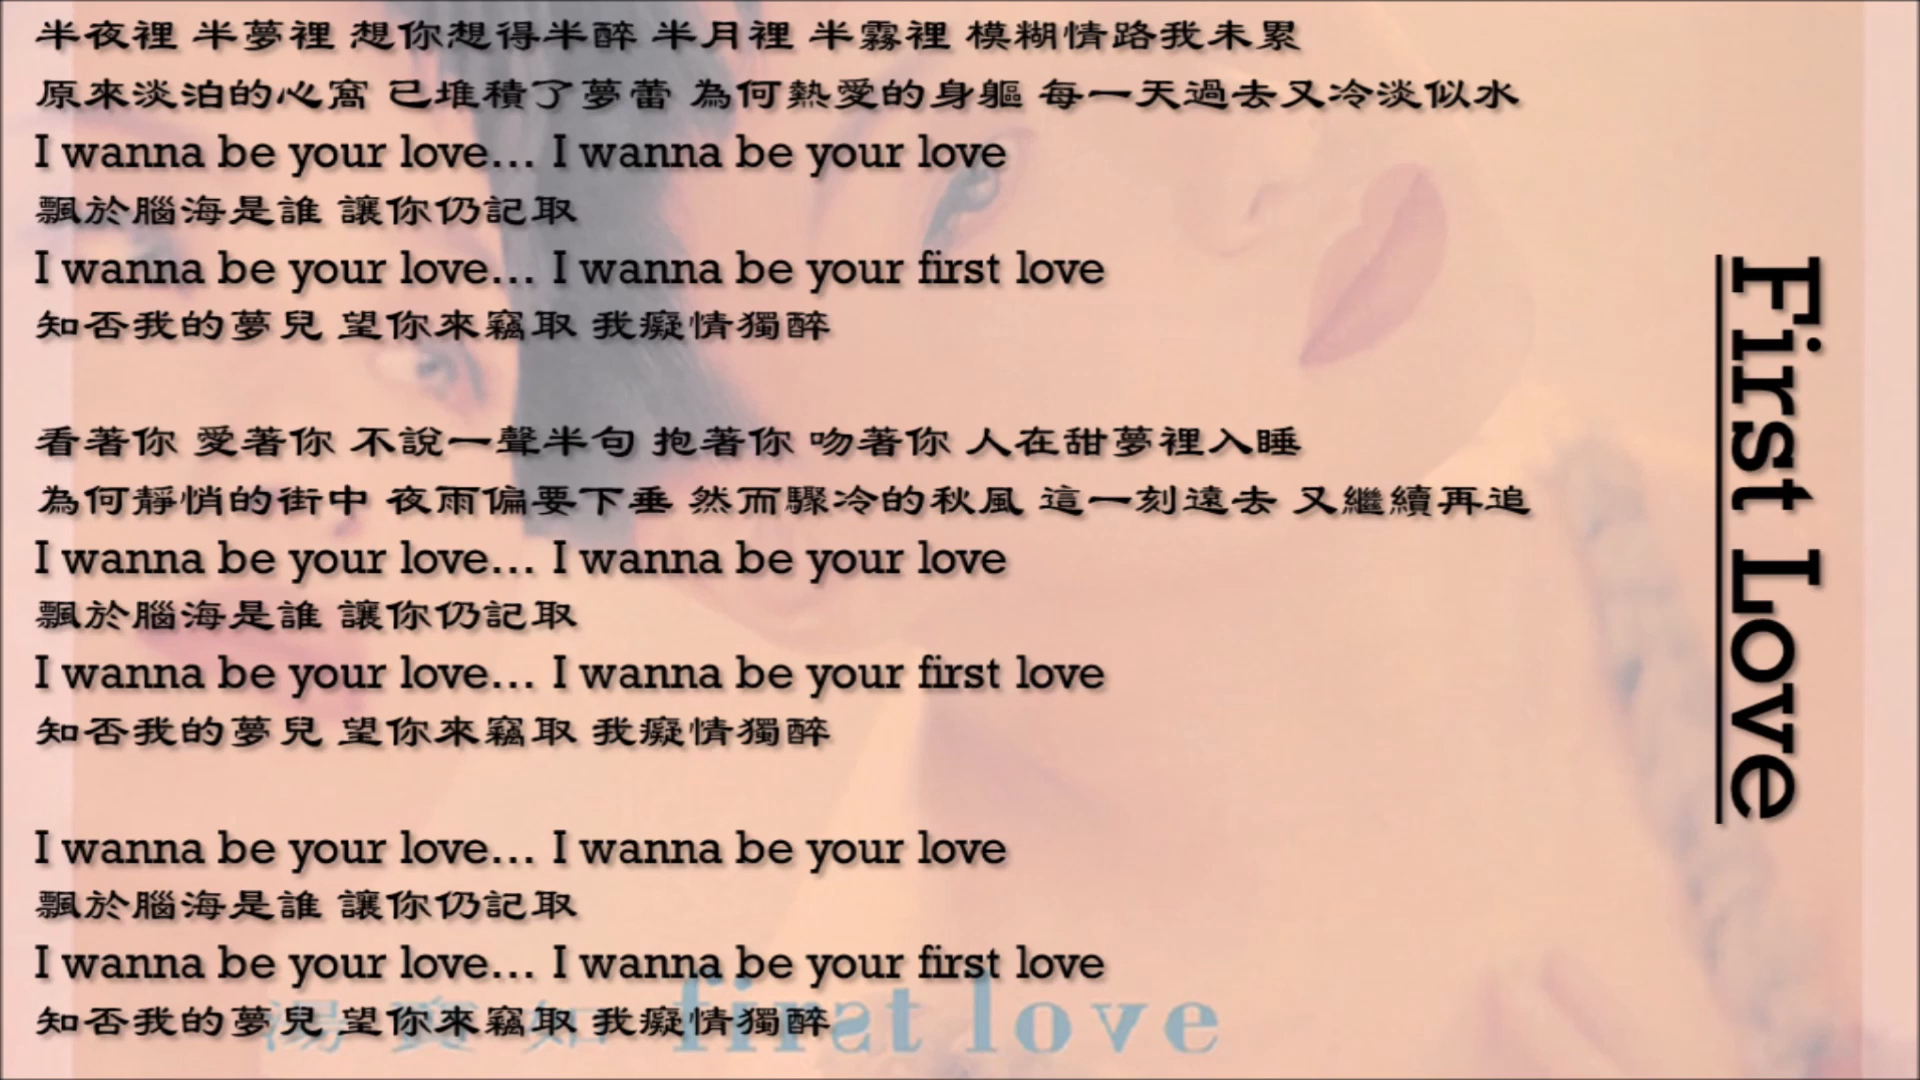 半夜裡 半夢裡 想你想得半醉 半月裡 半霧裡 模糊情路我未累
原來淡泊的心窩 已堆積了夢蕾 為何熱愛的身軀 每一天過去又冷淡似水
I wanna be your love... I wanna be your love
飄於腦海是誰 讓你仍記取
I wanna be your love... I wanna be your first love
知否我的夢兒 望你來竊取 我癡情獨醉
看著你 愛著你 不說一聲半句 抱著你 吻著你 人在甜夢裡入睡
為何靜悄的街中 夜雨偏要下垂 然而驟冷的秋風 這一刻遠去 又繼續再追
I wanna be your love... I wanna be your love
飄於腦海是誰 讓你仍記取
I wanna be your love... I wanna be your first love
知否我的夢兒 望你來竊取 我癡情獨醉
I wanna be your love... I wanna be your love
飄於腦海是誰 讓你仍記取
I wanna be your love... I wanna be your first love
知否我的夢兒 望你來竊取 我癡情獨醉
湯寶如 first love
First Love